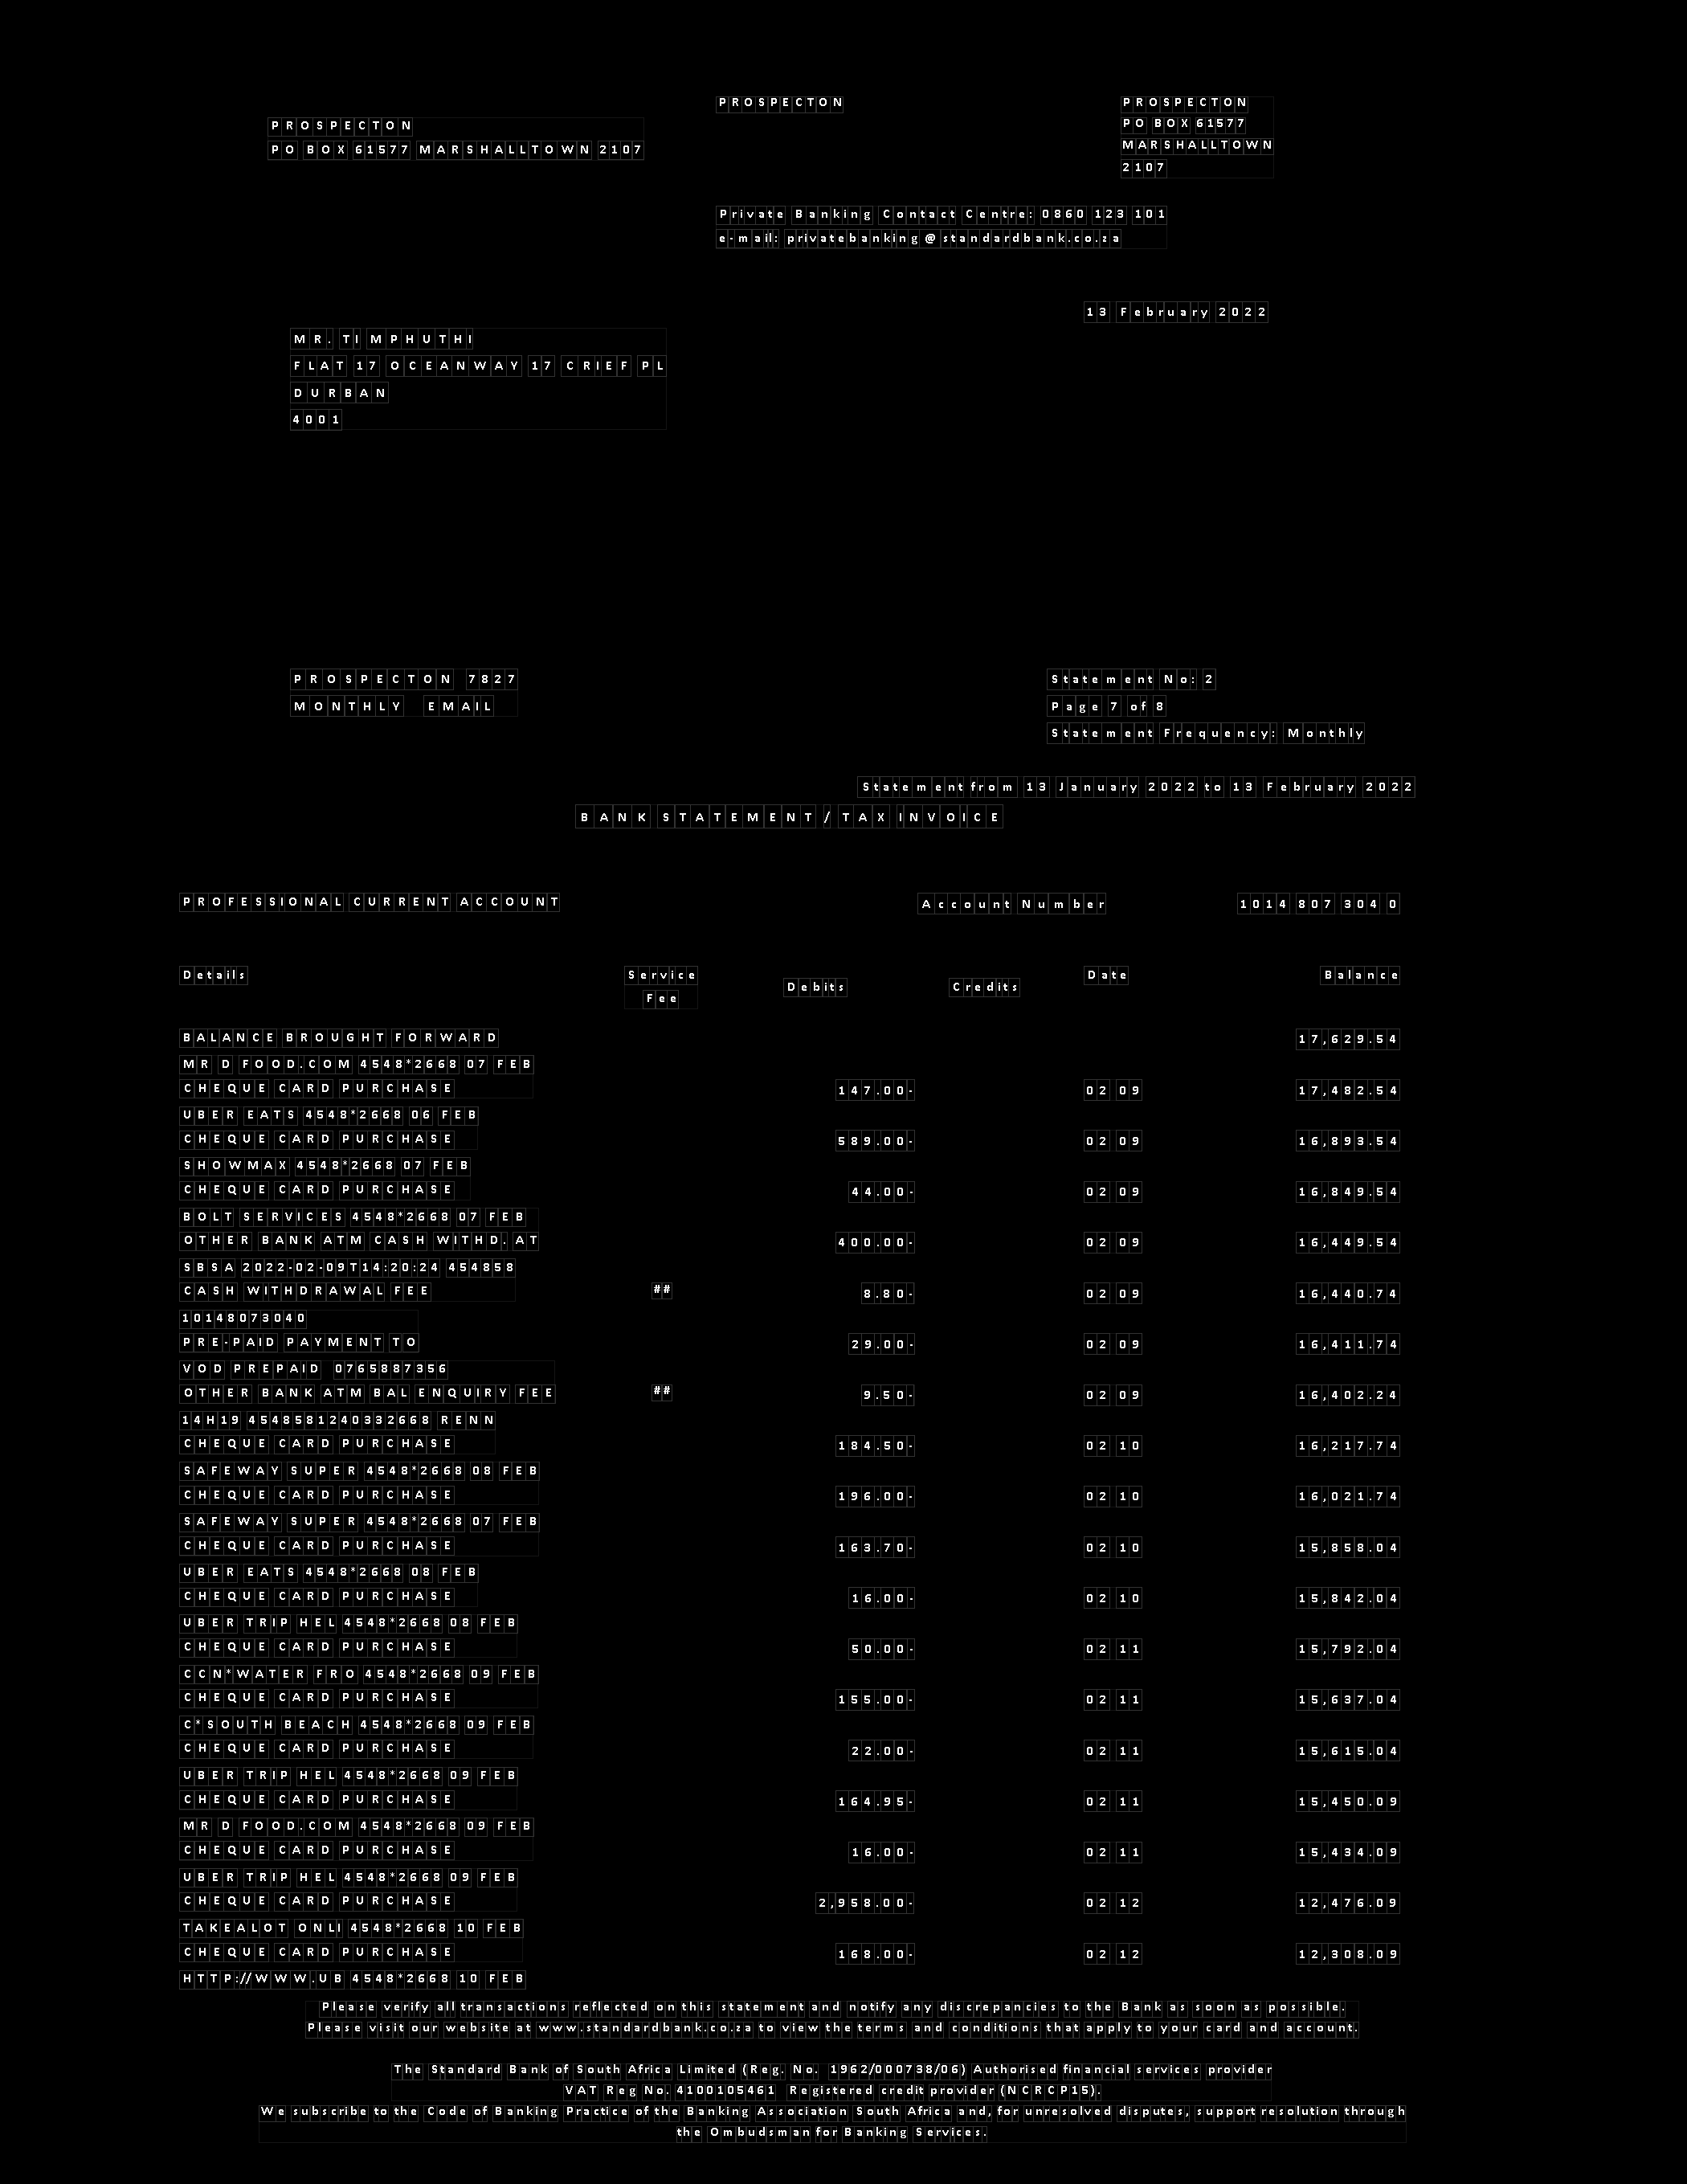 PROSPECTON
PO BOX 61577 MARSHALLTOWN 2107
PROSPECTON
PROSPECTON
PO BOX 61577
MARSHALLTOWN
2107
Private Banking Contact Centre: 0860 123 101
e-mail: privatebanking@standardbank.co.za
13 February 2022
MR. TI MPHUTHI
FLAT 17 OCEANWAY 17 CRIEF PL
DURBAN
4001
PROSPECTON 7827
MONTHLY EMAIL
Statement No: 2
Page 7 of 8
Statement Frequency: Monthly
Statement from 13 January 2022 to 13 February 2022
BANK STATEMENT / TAX INVOICE
PROFESSIONAL CURRENT ACCOUNT Account Number 1014 807 304 0
Details Service Fee Debits Credits Date Balance
BALANCE BROUGHT FORWARD 17,629.54
MR D FOOD.COM 4548*2668 07 FEB
CHEQUE CARD PURCHASE 147.00- 02 09 17,482.54
UBER EATS 4548*2668 06 FEB
CHEQUE CARD PURCHASE 589.00- 02 09 16,893.54
SHOWMAX 4548*2668 07 FEB
CHEQUE CARD PURCHASE 44.00- 02 09 16,849.54
BOLT SERVICES 4548*2668 07 FEB
OTHER BANK ATM CASH WITHD. AT 400.00- 02 09 16,449.54
SBSA 2022-02-09T14:20:24 454858
CASH WITHDRAWAL FEE ## 8.80- 02 09 16,440.74
10148073040
PRE-PAID PAYMENT TO 29.00- 02 09 16,411.74
VOD PREPAID 0765887356
OTHER BANK ATM BAL ENQUIRY FEE ## 9.50- 02 09 16,402.24
14H19 4548581240332668 RENN
CHEQUE CARD PURCHASE 184.50- 02 10 16,217.74
SAFEWAY SUPER 4548*2668 08 FEB
CHEQUE CARD PURCHASE 196.00- 02 10 16,021.74
SAFEWAY SUPER 4548*2668 07 FEB
CHEQUE CARD PURCHASE 163.70- 02 10 15,858.04
UBER EATS 4548*2668 08 FEB
CHEQUE CARD PURCHASE 16.00- 02 10 15,842.04
UBER TRIP HEL 4548*2668 08 FEB
CHEQUE CARD PURCHASE 50.00- 02 11 15,792.04
CCN*WATER FRO 4548*2668 09 FEB
CHEQUE CARD PURCHASE 155.00- 02 11 15,637.04
C*SOUTH BEACH 4548*2668 09 FEB
CHEQUE CARD PURCHASE 22.00- 02 11 15,615.04
UBER TRIP HEL 4548*2668 09 FEB
CHEQUE CARD PURCHASE 164.95- 02 11 15,450.09
MR D FOOD.COM 4548*2668 09 FEB
CHEQUE CARD PURCHASE 16.00- 02 11 15,434.09
UBER TRIP HEL 4548*2668 09 FEB
CHEQUE CARD PURCHASE 2,958.00- 02 12 12,476.09
TAKEALOT ONLI 4548*2668 10 FEB
CHEQUE CARD PURCHASE 168.00- 02 12 12,308.09
HTTP://WWW.UB 4548*2668 10 FEB
Please verify all transactions reflected on this statement and notify any discrepancies to the Bank as soon as possible.
Please visit our website at www.standardbank.co.za to view the terms and conditions that apply to your card and account.
The Standard Bank of South Africa Limited (Reg. No. 1962/000738/06) Authorised financial services provider
VAT Reg No. 4100105461 Registered credit provider (NCRCP15).
We subscribe to the Code of Banking Practice of the Banking Association South Africa and, for unresolved disputes, support resolution through
the Ombudsman for Banking Services.